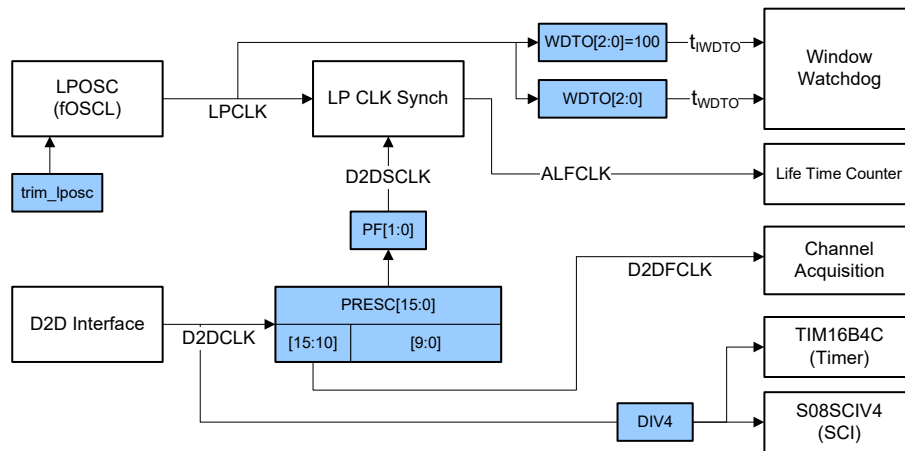 WDTO[2:0]=100
tIWDTO
Window
Watchdog
LPOSC
(fOSCL)
LPCLK
LP CLK Synch
WDTO[2:0]
tWDTO
trim_lposc
D2DSCLK
ALFCLK
Life Time Counter
PF[1:0]
D2DFCLK
Channel
Acquisition
D2D Interface
D2DCLK
PRESC[15:0]
[15:10]
[9:0]
TIM16B4C
(Timer)
DIV4
S08SCIV4
(SCI)